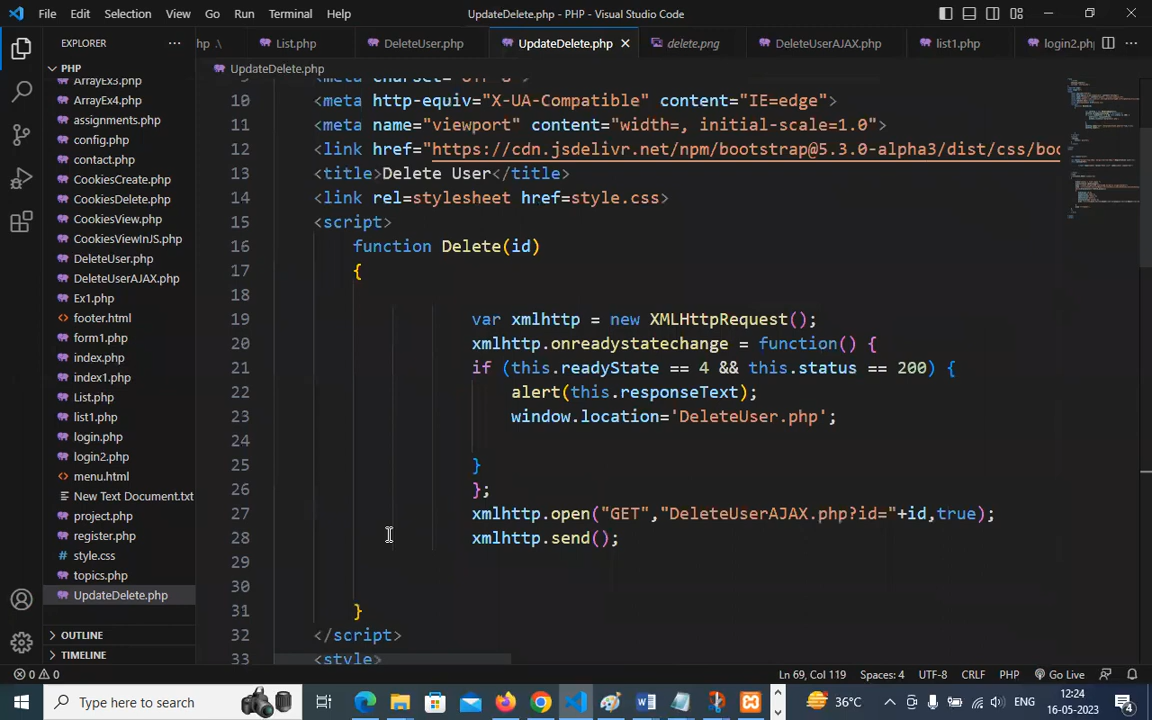 File Edit Selection View Go Run Terminal Help
UpdateDelete.php - PHP - Visual Studio Code
EXPLORER
hp .\ List.php DeleteUser.php UpdateDelete.php delete.png DeleteUserAJAX.php list1.php login2.ph
PHP
UpdateDelete.php
ArrayEx3.php
ArrayEx4.php
assignments.php
config.php
contact.php
CookiesCreate.php
CookiesDelete.php
CookiesView.php
CookiesViewInJS.php
DeleteUser.php
DeleteUserAJAX.php
Ex1.php
footer.html
form1.php
index.php
index1.php
List.php
list1.php
login.php
login2.php
menu.html
New Text Document.txt
project.php
register.php
style.css
topics.php
UpdateDelete.php
OUTLINE
TIMELINE
9 <meta charset="UTF-8">
10 <meta http-equiv="X-UA-Compatible" content="IE=edge">
11 <meta name="viewport" content="width=, initial-scale=1.0">
12 <link href="https://cdn.jsdelivr.net/npm/bootstrap@5.3.0-alpha3/dist/css/boo
13 <title>Delete User</title>
14 <link rel=stylesheet href=style.css>
15 <script>
16 function Delete(id)
17 {
18
19 var xmlhttp = new XMLHttpRequest();
20 xmlhttp.onreadystatechange = function() {
21 if (this.readyState == 4 && this.status == 200) {
22 alert(this.responseText);
23 window.location='DeleteUser.php';
24
25 }
26 };
27 xmlhttp.open("GET","DeleteUserAJAX.php?id="+id,true);
28 xmlhttp.send();
29
30
31 }
32 </script>
33 <style>
0 0 Ln 69, Col 119 Spaces: 4 UTF-8 CRLF PHP Go Live
Type here to search 36°C ENG 12:24
16-05-2023 4